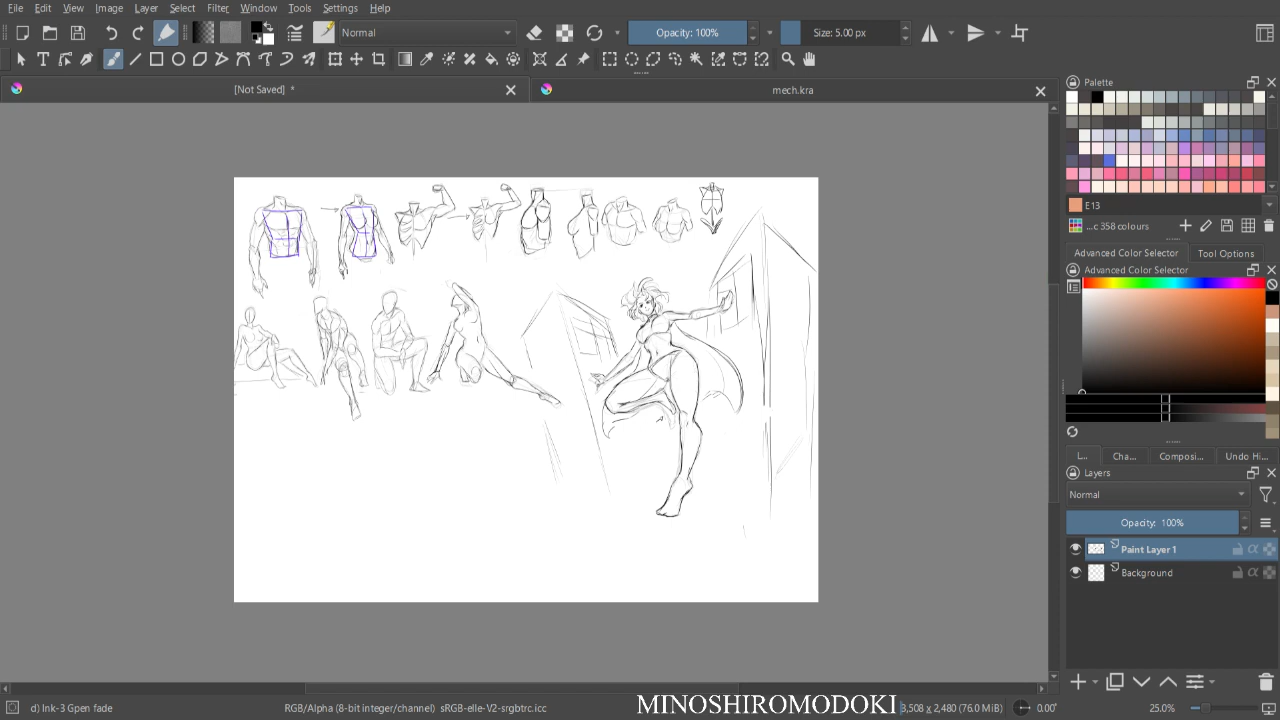 File Edit View Image Layer Select Filter Window Tools Settings Help
Normal Opacity: 100% Size: 5.00 px
[Not Saved] * mech.kra
Palette
E13
...c 358 colours
Advanced Color Selector Tool Options
Advanced Color Selector
L... Cha... Composi... Undo Hi...
Layers
Normal
Opacity: 100%
Paint Layer 1
Background
d) Ink-3 Gpen fade RGB/Alpha (8-bit integer/channel) sRGB-elle-V2-srgbtrc.icc MINOSHIROMODOKI 3,508 x 2,480 (76.0 MiB) 0.00° 25.0%